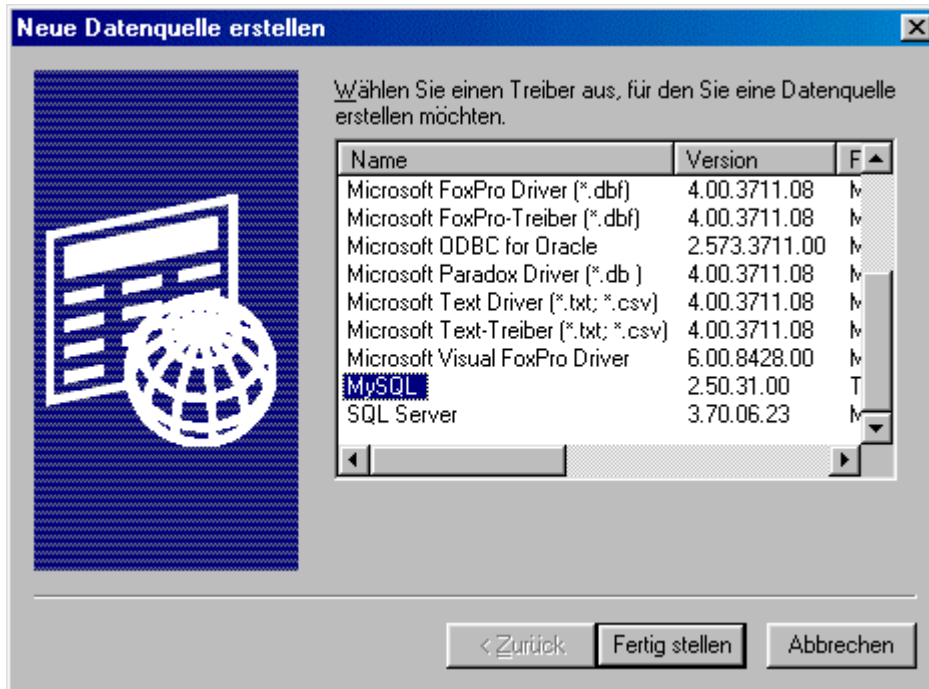 Neue Datenquelle erstellen
Wählen Sie einen Treiber aus, für den Sie eine Datenquelle
erstellen möchten.
Name Version F
Microsoft FoxPro Driver (*.dbf) 4.00.3711.08 M
Microsoft FoxPro-Treiber (*.dbf) 4.00.3711.08 M
Microsoft ODBC for Oracle 2.573.3711.00 M
Microsoft Paradox Driver (*.db ) 4.00.3711.08 M
Microsoft Text Driver (*.txt; *.csv) 4.00.3711.08 M
Microsoft Text-Treiber (*.txt; *.csv) 4.00.3711.08 M
Microsoft Visual FoxPro Driver 6.00.8428.00 M
MySQL 2.50.31.00 T
SQL Server 3.70.06.23 M
< Zurück Fertig stellen Abbrechen